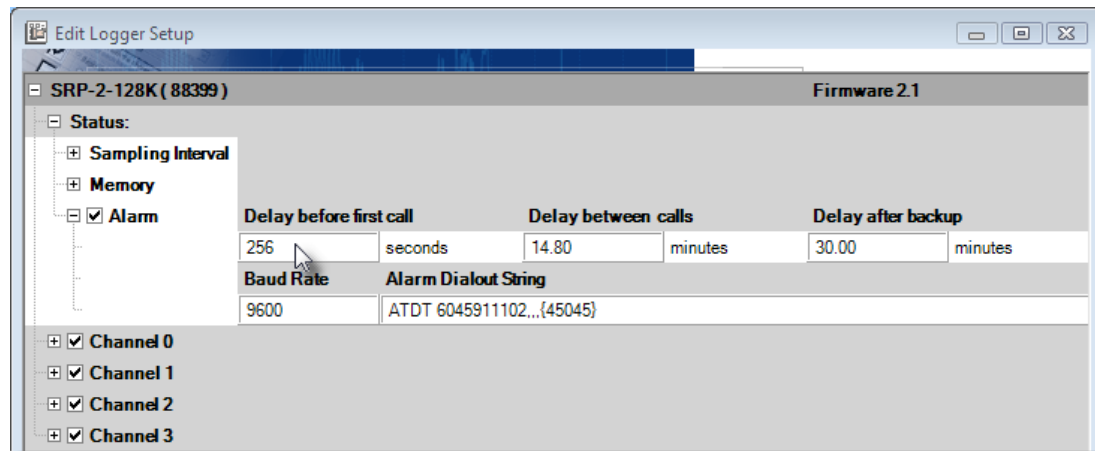 Edit Logger Setup
SRP-2-128K ( 88399 ) Firmware 2.1
Status:
Sampling Interval
Memory
Alarm Delay before first call Delay between calls Delay after backup
256 seconds 14.80 minutes 30.00 minutes
Baud Rate Alarm Dialout String
9600 ATDT 6045911102,,,{45045}
Channel 0
Channel 1
Channel 2
Channel 3